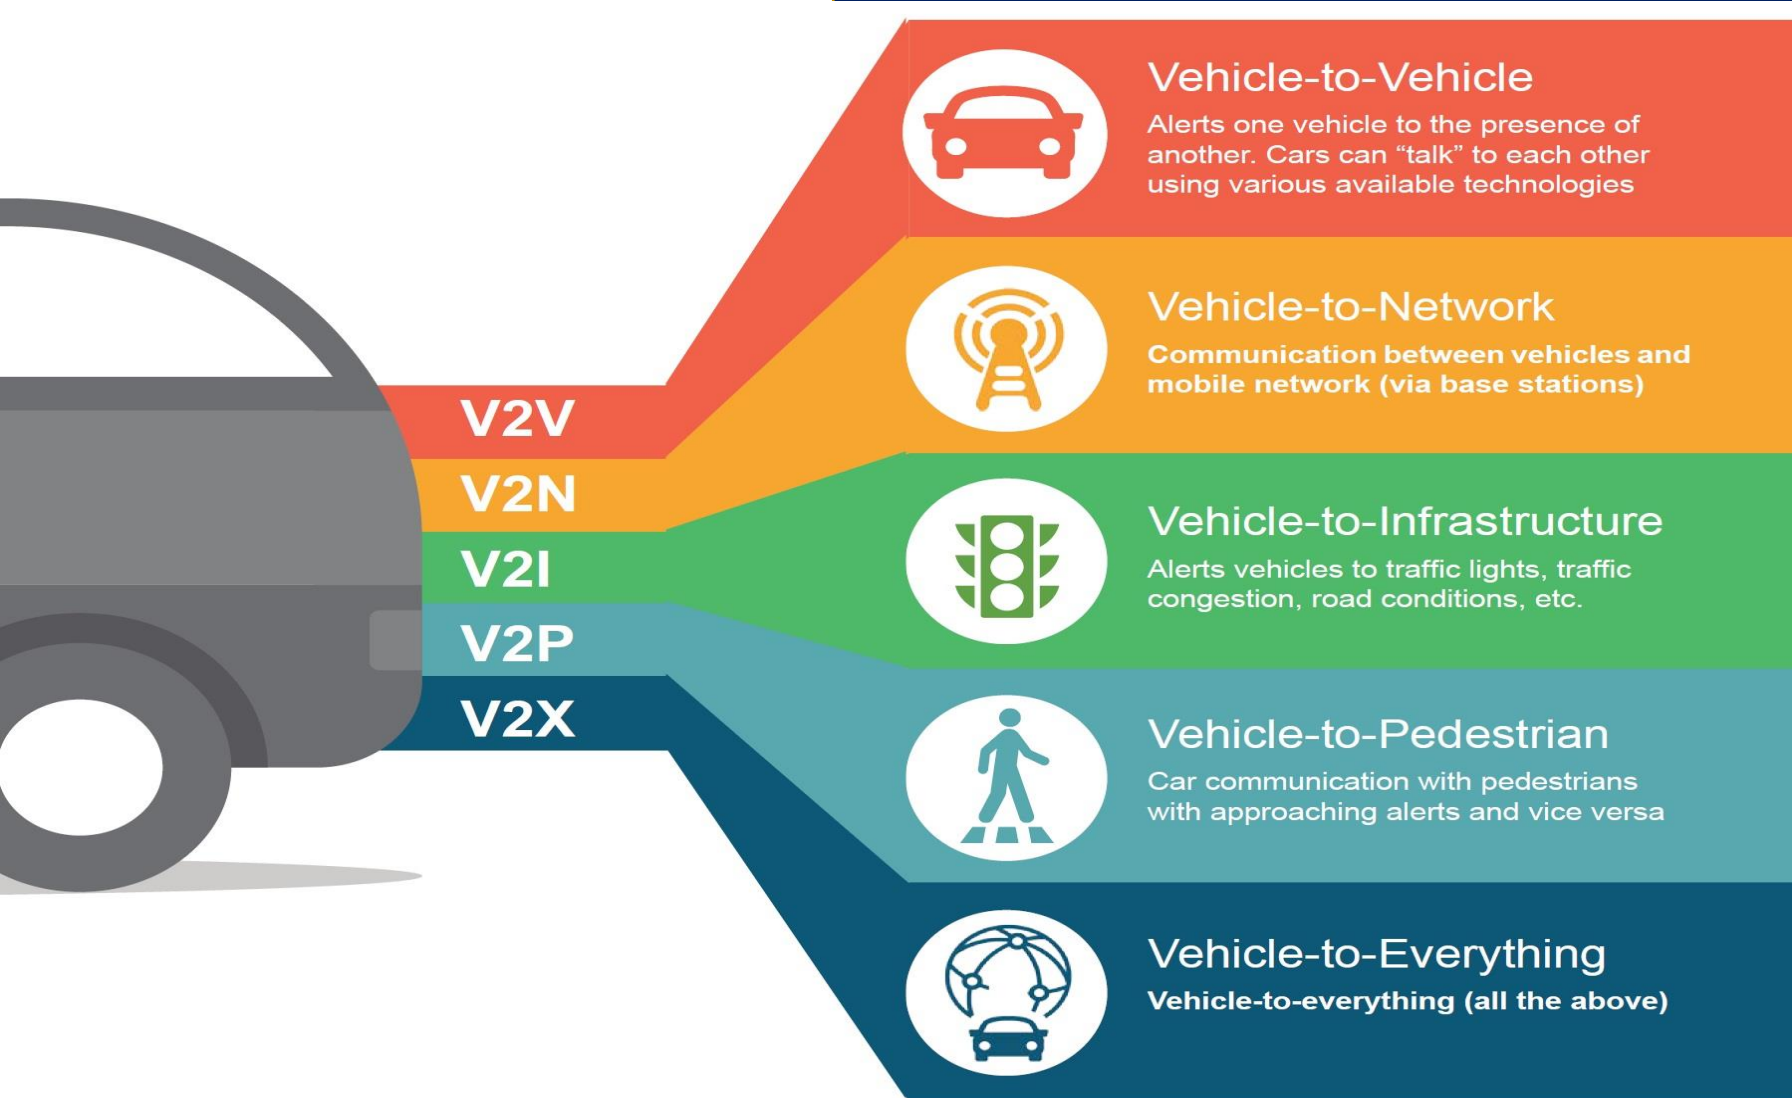 V2V
V2N
V2I
V2P
V2X
Vehicle-to-Vehicle
Alerts one vehicle to the presence of
another. Cars can “talk” to each other
using various available technologies
Vehicle-to-Network
Communication between vehicles and
mobile network (via base stations)
Vehicle-to-Infrastructure
Alerts vehicles to traffic lights, traffic
congestion, road conditions, etc.
Vehicle-to-Pedestrian
Car communication with pedestrians
with approaching alerts and vice versa
Vehicle-to-Everything
Vehicle-to-everything (all the above)